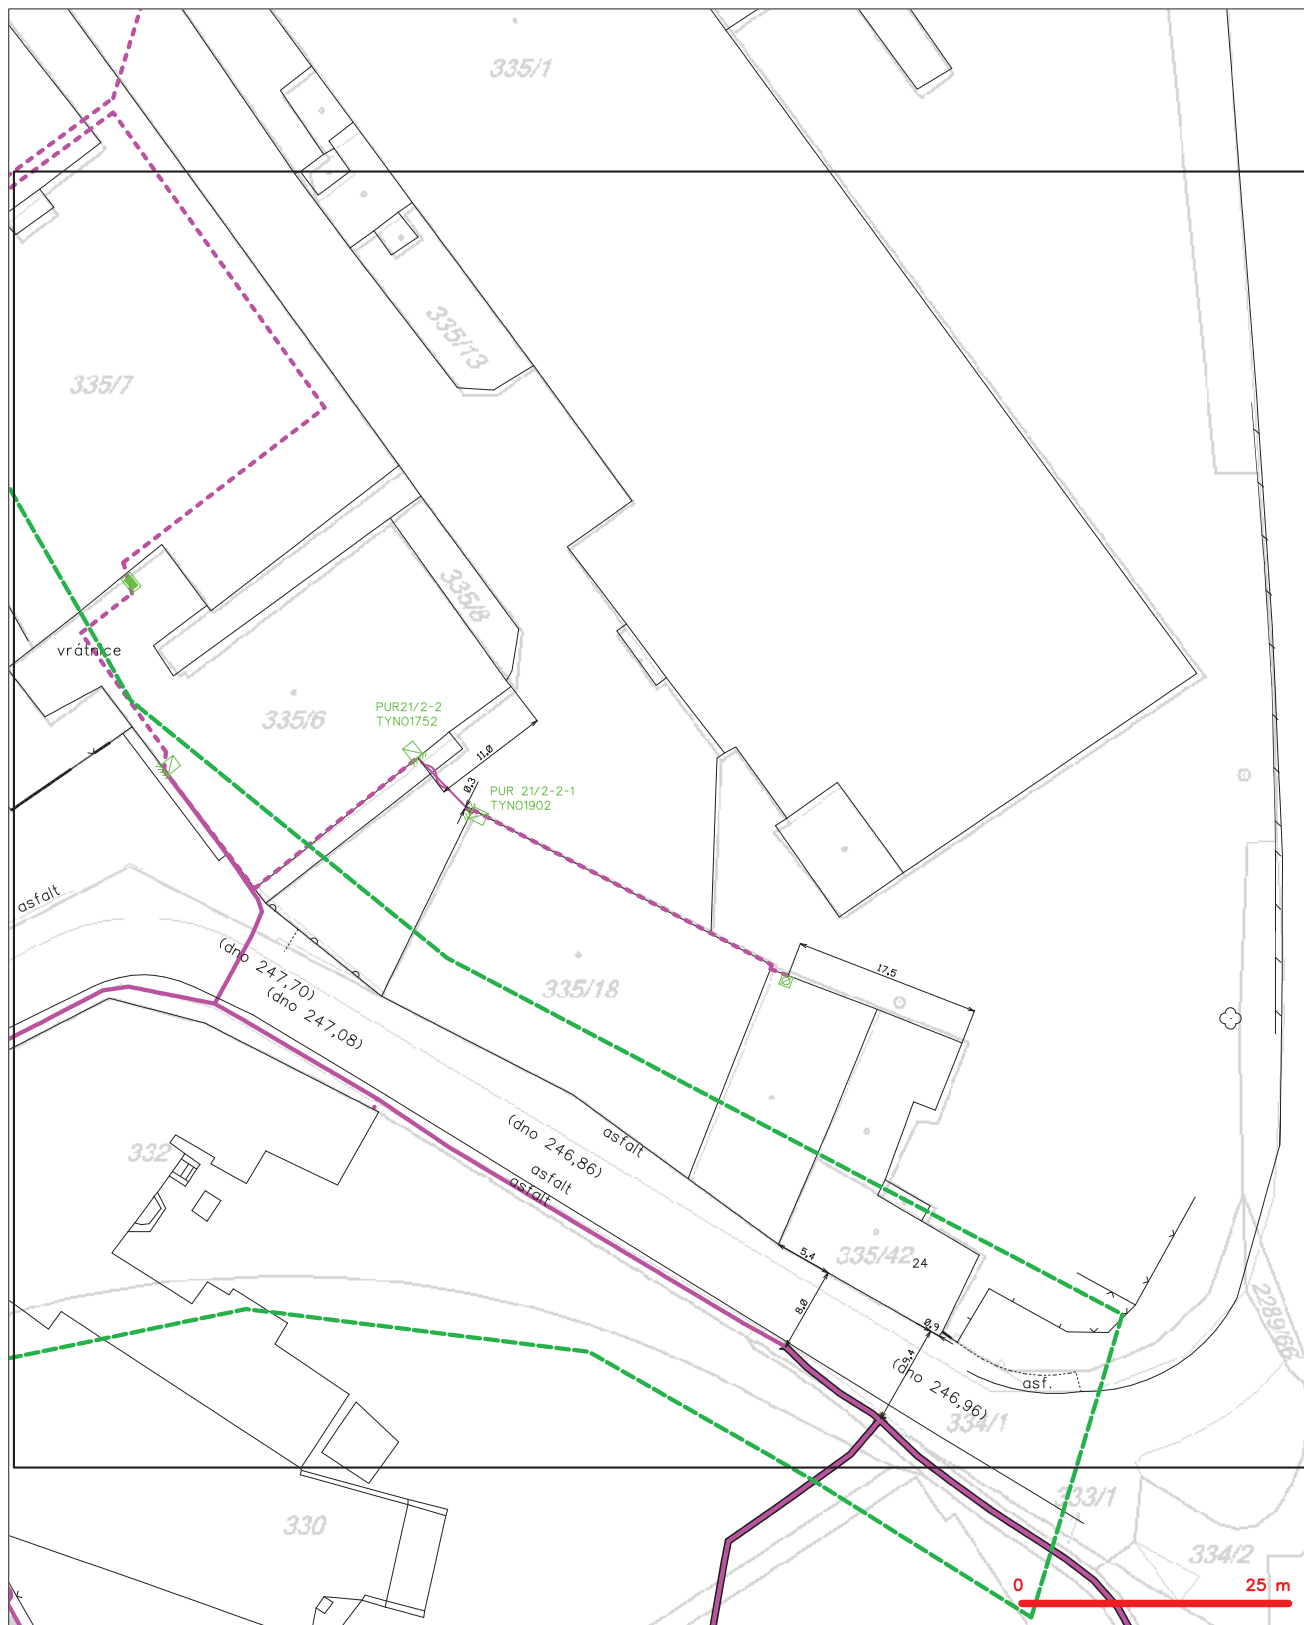 335/1
335/13
335/7
335/8
vrátnice
335/6
PUR21/2-2
TYN01752
11,0
0,3
PUR 21/2-2-1
TYN01902
asfalt
(dno 247,70)
(dno 247,08)
335/18
17,5
332
(dno 246,86)
asfalt
asfalt
asfalt
5,4
335/42
24
8,0
0,9
9,4
(dno 246,96)
asf.
2289/66
334/1
333/1
330
334/2
0
25 m